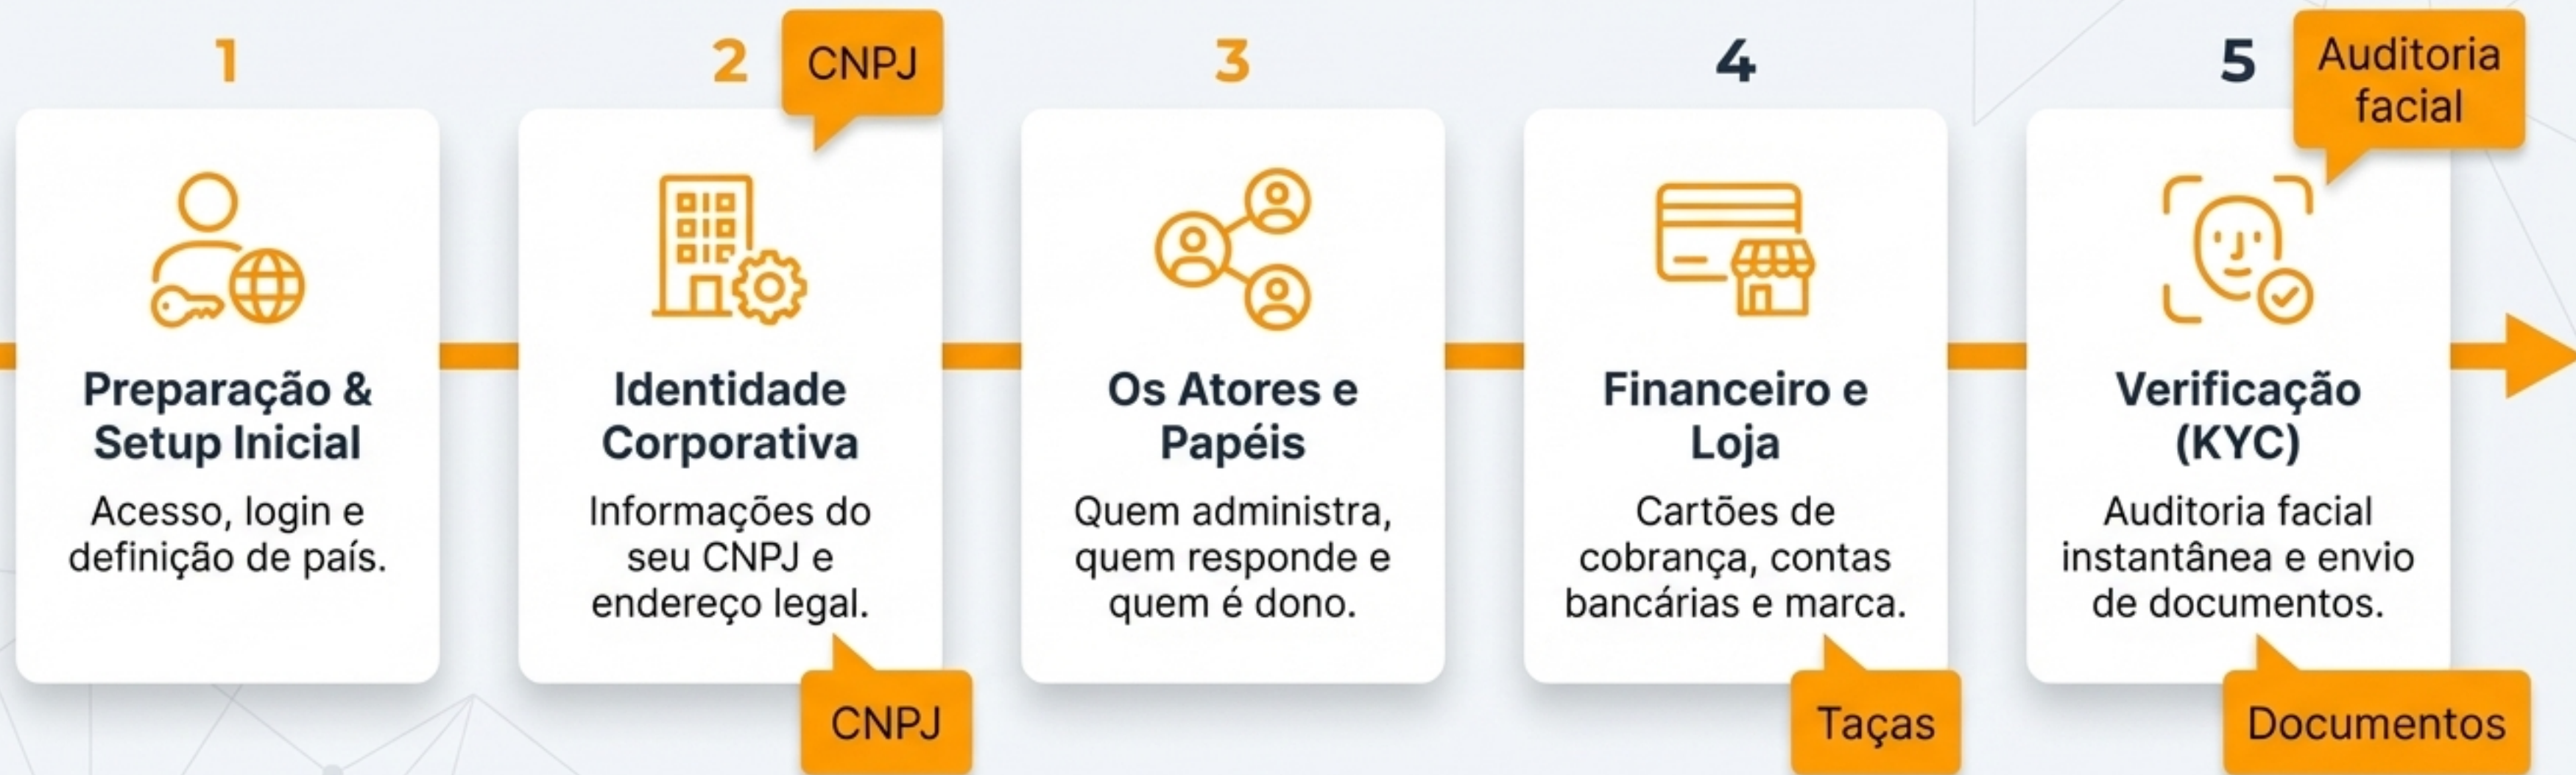 1
Preparação &
Setup Inicial
Acesso, login e
definição de país.
2
CNPJ
Identidade
Corporativa
Informações do
seu CNPJ e
endereço legal.
CNPJ
3
Os Atores e
Papéis
Quem administra,
quem responde e
quem é dono.
4
Financeiro e
Loja
Cartões de
cobrança, contas
bancárias e marca.
Taças
5
Auditoria
facial
Verificação
(KYC)
Auditoria facial
instantânea e envio
de documentos.
Documentos